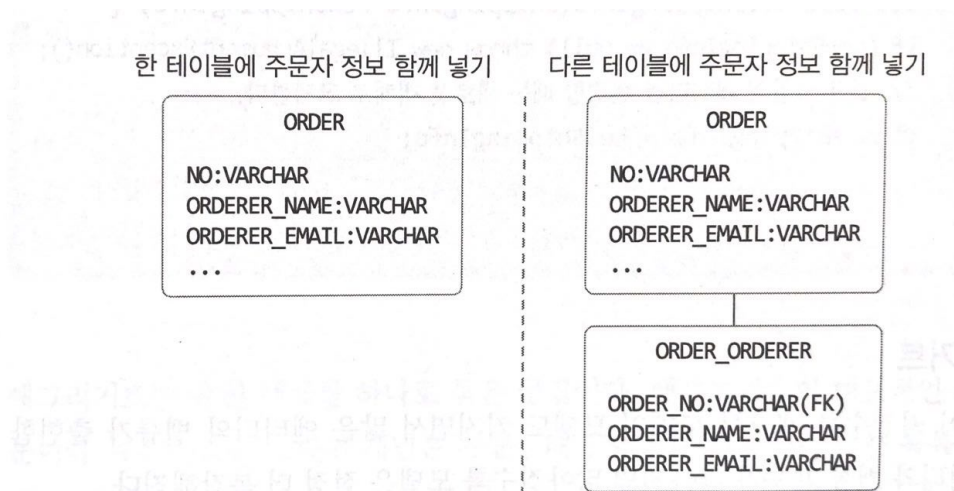 한 테이블에 주문자 정보 함께 넣기
ORDER
NO:VARCHAR
ORDERER_NAME:VARCHAR
ORDERER_EMAIL:VARCHAR
...
다른 테이블에 주문자 정보 함께 넣기
ORDER
NO:VARCHAR
ORDERER_NAME:VARCHAR
ORDERER_EMAIL:VARCHAR
...
ORDER_ORDERER
ORDER_NO:VARCHAR(FK)
ORDERER_NAME:VARCHAR
ORDERER_EMAIL:VARCHAR